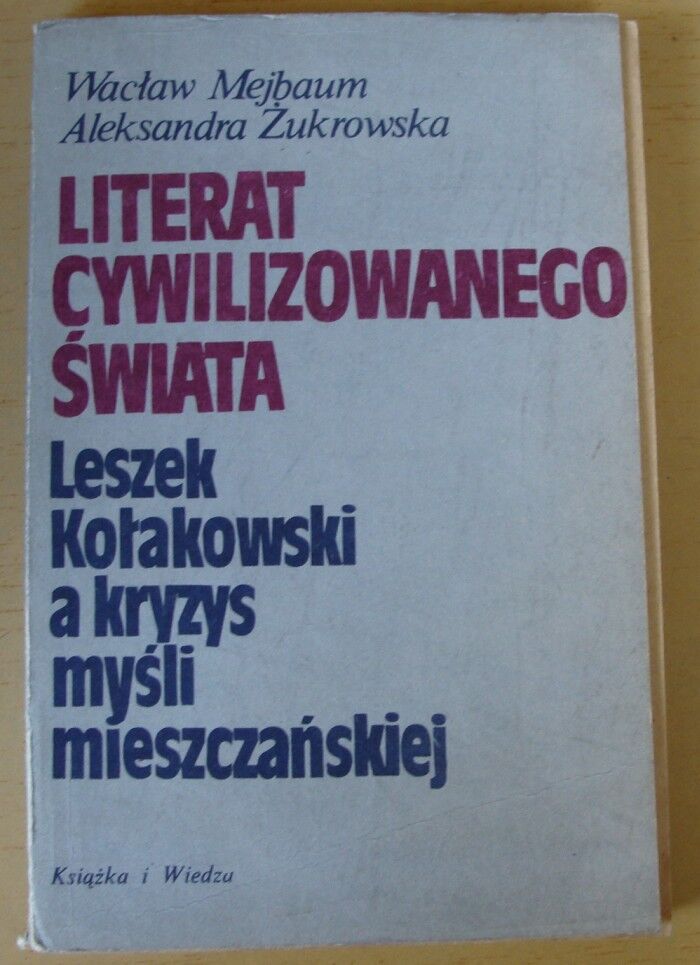 Wacław Mejbaum
Aleksandra Żukrowska
LITERAT
CYWILIZOWANEGO
ŚWIATA
Leszek
Kołakowski
a kryzys
myśli
mieszczańskiej
Książka i Wiedza